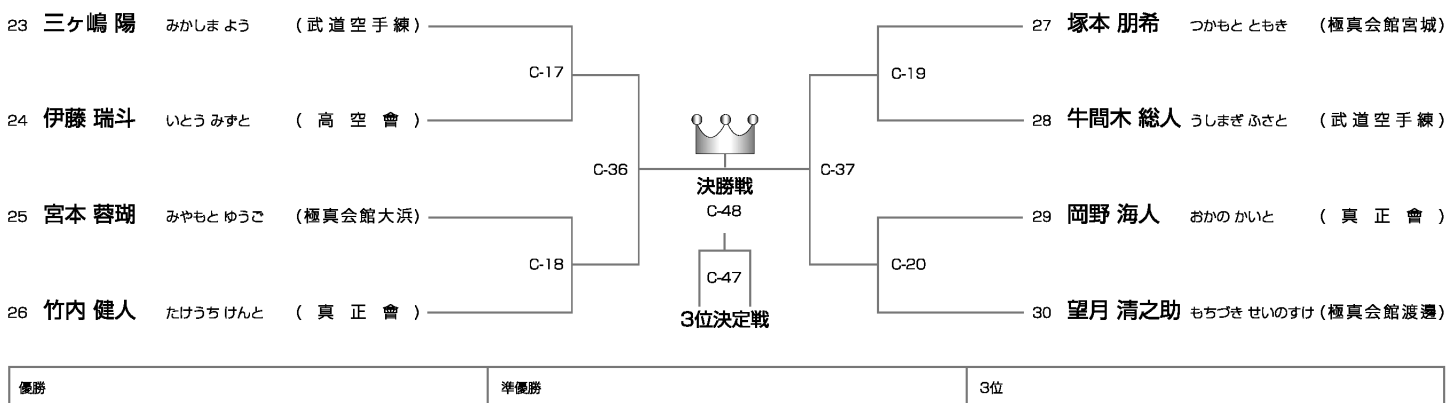 23 三ヶ嶋 陽 みかしま よう (武道空手練)
C-17
24 伊藤 瑞斗 いとう みずと (高空會)
C-36
25 宮本 蓉瑚 みやもと ゆうご (極真会館大浜)
C-18
26 竹内 健人 たけうち けんと (真正會)
決勝戦
C-48
C-47
3位決定戦
27 塚本 朋希 つかもと ともき (極真会館宮城)
C-19
28 牛間木 総人 うしまぎ ふさと (武道空手練)
C-37
29 岡野 海人 おかの かいと (真正會)
C-20
30 望月 清之助 もちづき せいのすけ (極真会館渡邊)
優勝 準優勝 3位